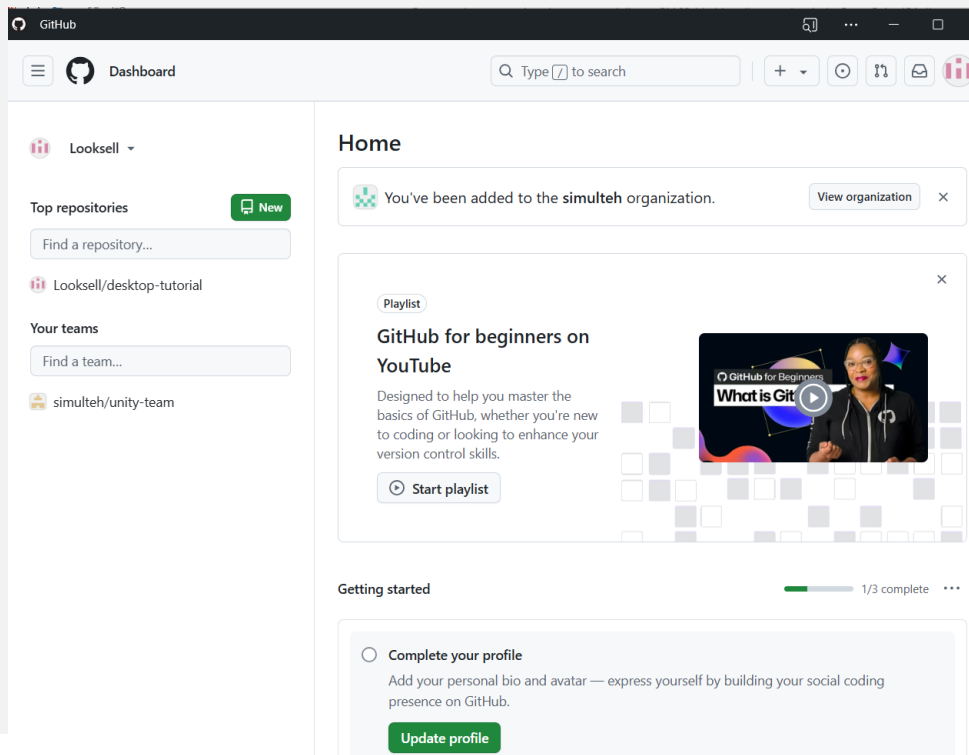 GitHub
Dashboard
Type / to search
Looksell
Top repositories
New
Find a repository...
Looksell/desktop-tutorial
Your teams
Find a team...
simulteh/unity-team
Home
You've been added to the simulteh organization.
View organization
Playlist
GitHub for beginners on
YouTube
Designed to help you master the
basics of GitHub, whether you're new
to coding or looking to enhance your
version control skills.
Start playlist
GitHub for Beginners
What is Git
Getting started
1/3 complete
Complete your profile
Add your personal bio and avatar — express yourself by building your social coding
presence on GitHub.
Update profile